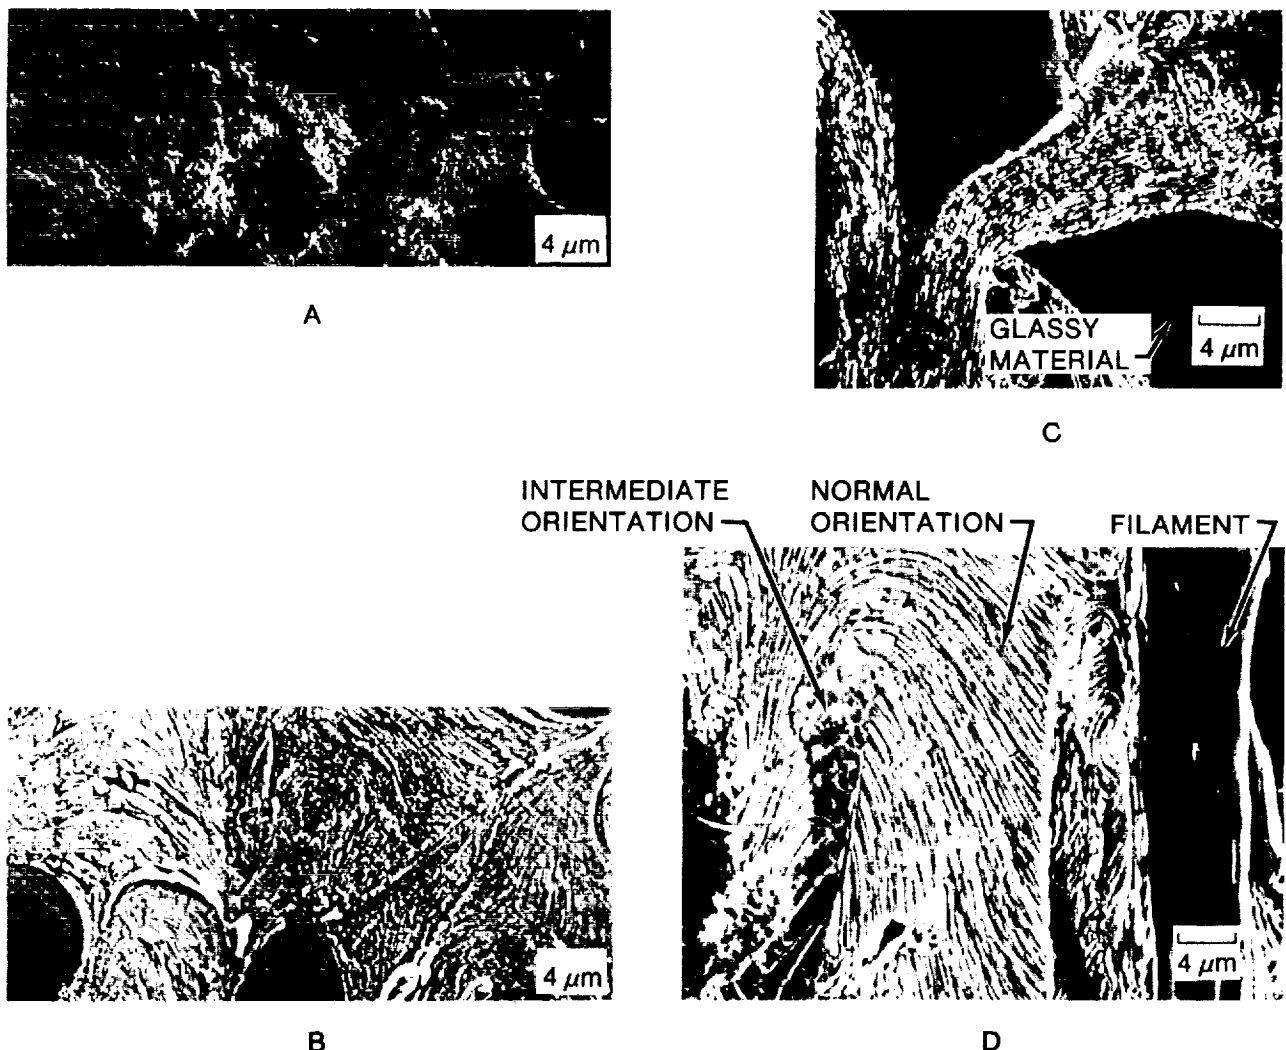 4 μm
A
GLASSY
MATERIAL
4 μm
C
INTERMEDIATE
ORIENTATION
NORMAL
ORIENTATION
FILAMENT
4 μm
B
4 μm
D